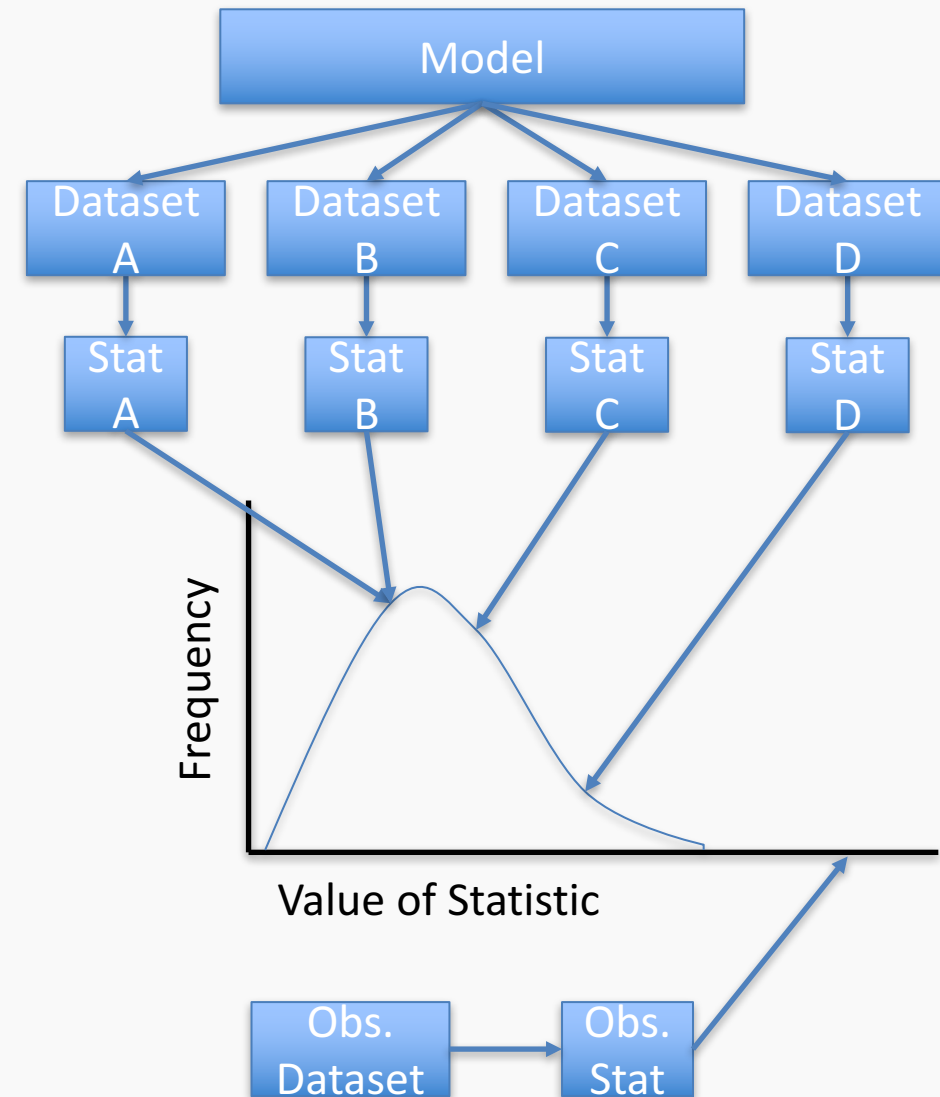 Model
Dataset
A
Dataset
B
Dataset
C
Dataset
D
Stat
A
Stat
B
Stat
C
Stat
D
Frequency
Value of Statistic
Obs.
Dataset
Obs.
Stat